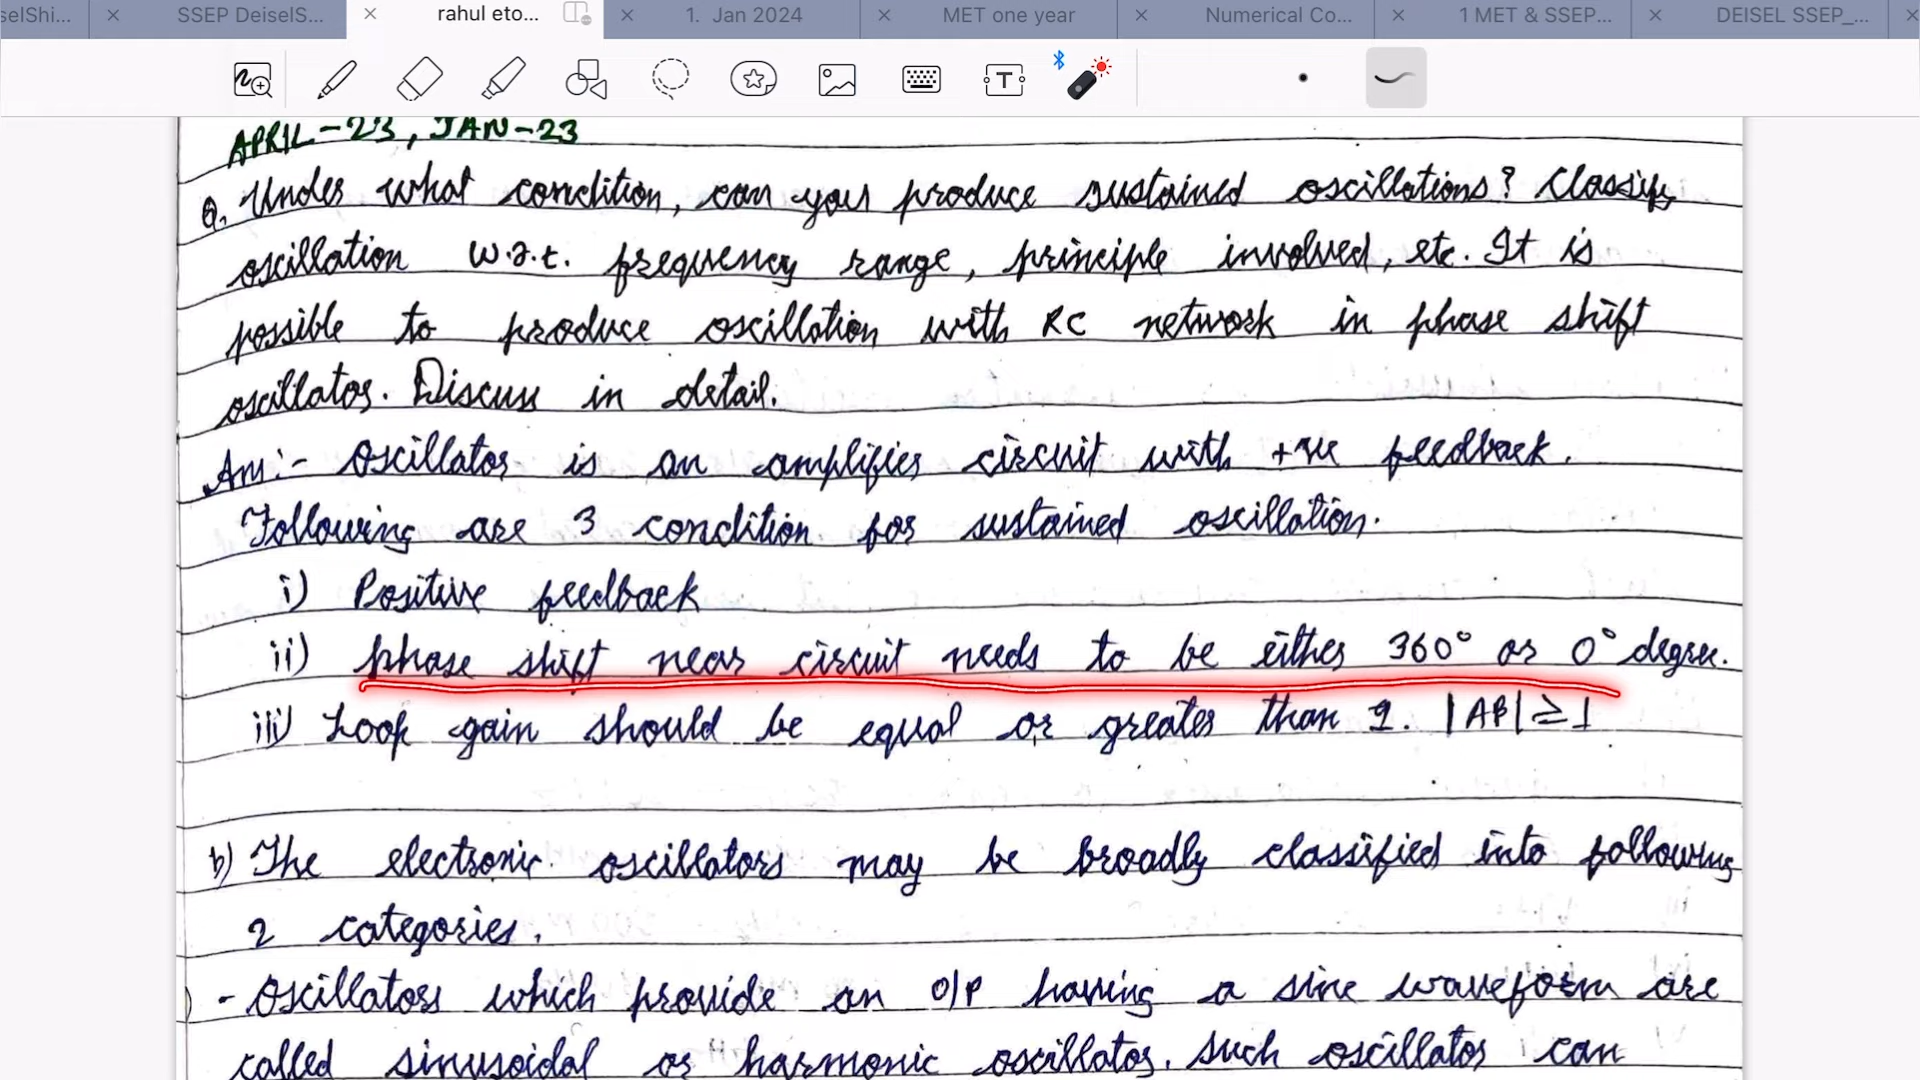 elShi...
SSEP DeiselS...
rahul eto...
1. Jan 2024
MET one year
Numerical Co...
1 MET & SSEP...
DEISEL SSEP_...
APRIL-23, JAN-23
Q. Under what condition, can you produce sustained oscillations? Classify
oscillation w.r.t. frequency range, principle involved, etc. It is
possible to produce oscillation with RC network in phase shift
oscillator. Discuss in detail.
Ans:- Oscillator is an amplifier circuit with +ve feedback.
Following are 3 condition for sustained oscillation.
i) Positive feedback
ii) phase shift near circuit needs to be either 360° or 0° degree.
iii) Loop gain should be equal or greater than 1. |AB| ≥ 1
b) The electronic oscillators may be broadly classified into following
2 categories.
- Oscillators which provide an O/P having a sine waveform are
called sinusoidal or harmonic oscillator. Such oscillator can